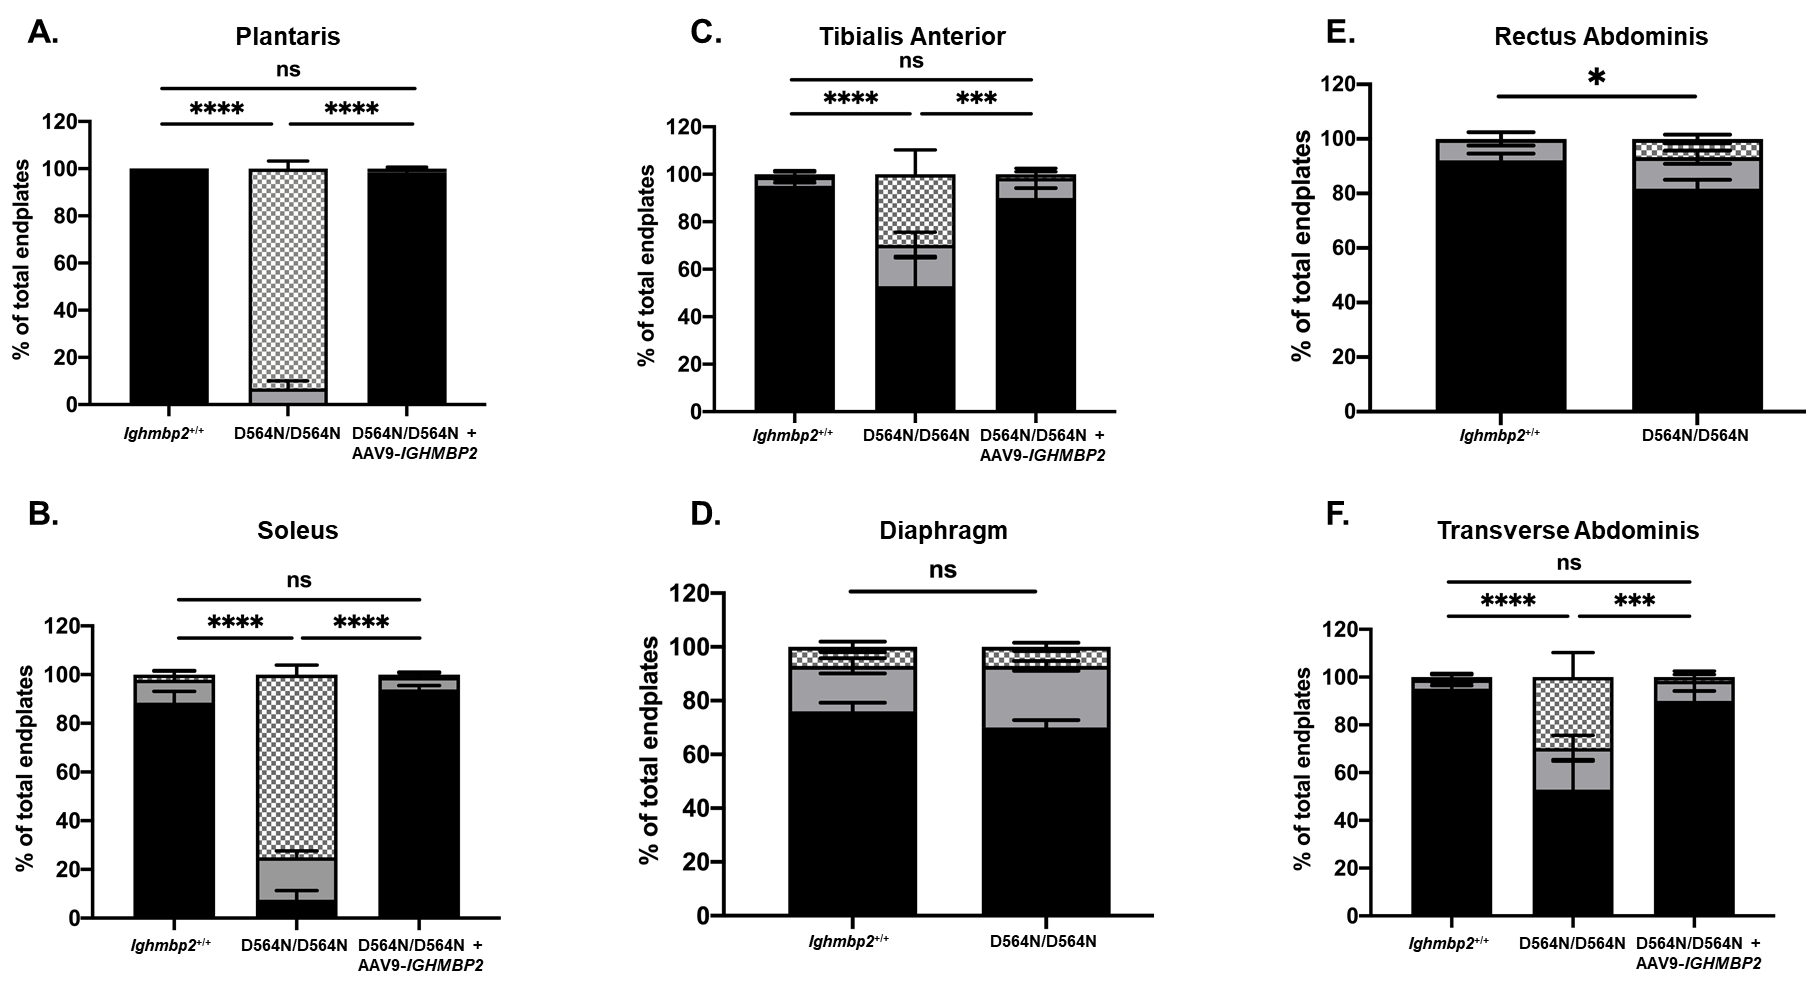 A.
Plantaris
ns
**** ****
120
100
80
60
40
20
0
% of total endplates
Ighmbp2+/+ D564N/D564N D564N/D564N +
AAV9-IGHMBP2
B.
Soleus
ns
**** ****
120
100
80
60
40
20
0
% of total endplates
Ighmbp2+/+ D564N/D564N D564N/D564N +
AAV9-IGHMBP2
C.
Tibialis Anterior
ns
**** ***
120
100
80
60
40
20
0
% of total endplates
Ighmbp2+/+ D564N/D564N D564N/D564N +
AAV9-IGHMBP2
D.
Diaphragm
ns
120
100
80
60
40
20
0
% of total endplates
Ighmbp2+/+ D564N/D564N
E.
Rectus Abdominis
*
120
100
80
60
40
20
0
% of total endplates
Ighmbp2+/+ D564N/D564N
F.
Transverse Abdominis
ns
**** ***
120
100
80
60
40
20
0
% of total endplates
Ighmbp2+/+ D564N/D564N D564N/D564N +
AAV9-IGHMBP2